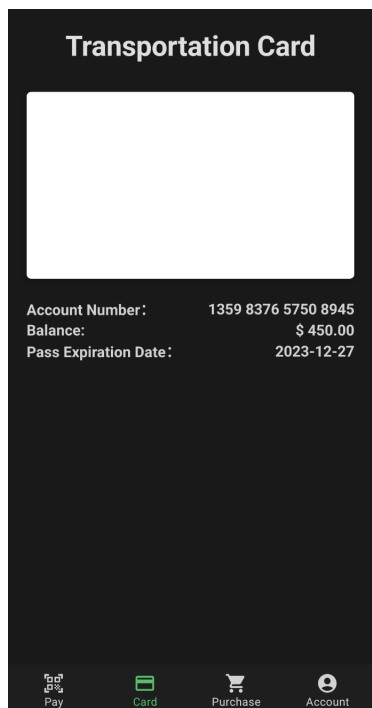 Transportation Card
Account Number： 1359 8376 5750 8945
Balance: $ 450.00
Pass Expiration Date： 2023-12-27
Pay Card Purchase Account